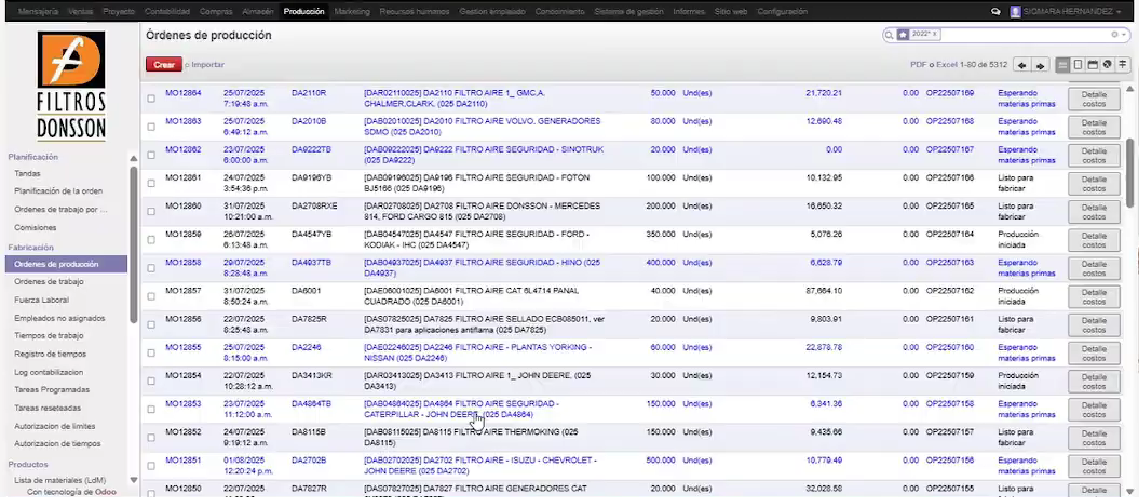 Mensajería Ventas Proyecto Contabilidad Compras Almacén Producción Marketing Recursos humanos Gestión empleado Conocimiento Sistema de gestión Informes Sitio web Configuración SIGMARA HERNANDEZ
Órdenes de producción
2022* x
Crear o Importar
PDF o Excel 1-80 de 5312
FILTROS
DONSSON
Planificación
Tandas
Planificación de la orden
Órdenes de trabajo por ...
Comisiones
Fabricación
Órdenes de producción
Órdenes de trabajo
Fuerza Laboral
Empleados no asignados
Tiempos de trabajo
Registro de tiempos
Log contabilizacion
Tareas Programadas
Tareas reseteadas
Autorizacion de limites
Autorizacion de tiempos
Productos
Lista de materiales (LdM)
Con tecnología de Odoo
MO12864 25/07/2025 DA2110R [DAR02110025] DA2110 FILTRO AIRE 1_ GMC,A. 50.000 Und(es) 21,720.21 0.00 OP22507169 Esperando Detalle
7:19:48 a.m. CHALMER,CLARK. (025 DA2110) materias primas costos
MO12863 25/07/2025 DA2010B [DAB02010025] DA2010 FILTRO AIRE VOLVO, GENERADORES 80.000 Und(es) 12,690.48 0.00 OP22507168 Esperando Detalle
6:49:12 a.m. SDMO (025 DA2010) materias primas costos
MO12862 23/07/2025 DA9222TB [DAB09222025] DA9222 FILTRO AIRE SEGURIDAD - SINOTRUK 20.000 Und(es) 0.00 0.00 OP22507167 Esperando Detalle
6:00:00 a.m. (025 DA9222) materias primas costos
MO12861 24/07/2025 DA9196YB [DAB09196025] DA9196 FILTRO AIRE SEGURIDAD - FOTON 100.000 Und(es) 10,132.95 0.00 OP22507166 Listo para Detalle
3:54:36 p.m. BJ5166 (025 DA9196) fabricar costos
MO12860 31/07/2025 DA2708RXE [DAR02708025] DA2708 FILTRO AIRE DONSSON - MERCEDES 200.000 Und(es) 16,650.32 0.00 OP22507165 Listo para Detalle
10:21:00 a.m. 814, FORD CARGO 815 (025 DA2708) fabricar costos
MO12859 26/07/2025 DA4547YB [DAB04547025] DA4547 FILTRO AIRE SEGURIDAD - FORD - 350.000 Und(es) 5,076.26 0.00 OP22507164 Producción Detalle
6:13:48 a.m. KODIAK - IHC (025 DA4547) iniciada costos
MO12858 29/07/2025 DA4937TB [DAB04937025] DA4937 FILTRO AIRE SEGURIDAD - HINO (025 400.000 Und(es) 6,628.79 0.00 OP22507163 Esperando Detalle
8:28:48 a.m. DA4937) materias primas costos
MO12857 31/07/2025 DA6001 [DAE06001025] DA6001 FILTRO AIRE CAT 6L4714 PANAL 40.000 Und(es) 87,664.10 0.00 OP22507162 Producción Detalle
8:50:24 a.m. CUADRADO (025 DA6001) iniciada costos
MO12856 22/07/2025 DA7825R [DAS07825025] DA7825 FILTRO AIRE SELLADO ECB085011, ver 20.000 Und(es) 9,803.91 0.00 OP22507161 Listo para Detalle
8:25:48 a.m. DA7831 para aplicaciones antiflama (025 DA7825) fabricar costos
MO12855 25/07/2025 DA2246 [DAE02246025] DA2246 FILTRO AIRE - PLANTAS YORKING - 60.000 Und(es) 22,878.78 0.00 OP22507160 Esperando Detalle
8:15:00 a.m. NISSAN (025 DA2246) materias primas costos
MO12854 22/07/2025 DA3413KR [DAR03413025] DA3413 FILTRO AIRE 1_ JOHN DEERE, (025 30.000 Und(es) 12,154.73 0.00 OP22507159 Producción Detalle
10:28:12 a.m. DA3413) iniciada costos
MO12853 23/07/2025 DA4864TB [DAB04864025] DA4864 FILTRO AIRE SEGURIDAD - 150.000 Und(es) 6,341.36 0.00 OP22507158 Esperando Detalle
11:12:00 a.m. CATERPILLAR - JOHN DEERE, (025 DA4864) materias primas costos
MO12852 24/07/2025 DA8115B [DAB08115025] DA8115 FILTRO AIRE THERMOKING (025 150.000 Und(es) 9,435.66 0.00 OP22507157 Listo para Detalle
9:19:12 a.m. DA8115) fabricar costos
MO12851 01/08/2025 DA2702B [DAB02702025] DA2702 FILTRO AIRE - ISUZUI - CHEVROLET - 500.000 Und(es) 10,779.49 0.00 OP22507156 Esperando Detalle
12:20:24 p.m. JOHN DEERE (025 DA2702) materias primas costos
MO12850 22/07/2025 DA7827R [DAS07827025] DA7827 FILTRO AIRE GENERADORES CAT 20.000 Und(es) 32,028.58 0.00 OP22507155 Listo para Detalle